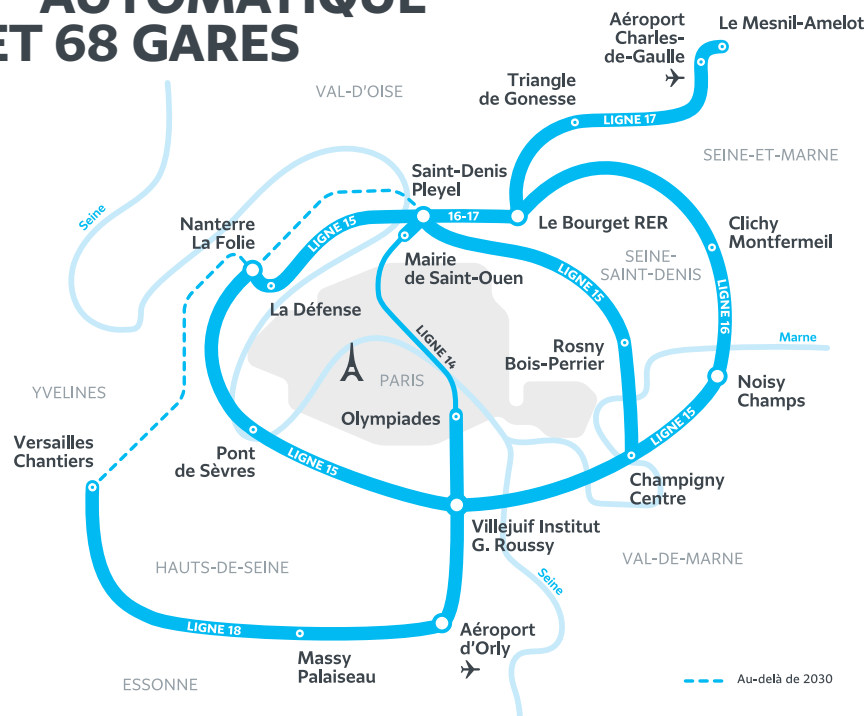 AUTOMATIQUE
ET 68 GARES
Aéroport
Charles-
de-Gaulle
Le Mesnil-Amelot
Triangle
de Gonesse
LIGNE 17
VAL-D'OISE
SEINE-ET-MARNE
Saint-Denis
Pleyel
16-17
Le Bourget RER
Clichy
Montfermeil
Seine
Nanterre
La Folie
LIGNE 15
Mairie
de Saint-Ouen
SEINE-
SAINT-DENIS
LIGNE 15
LIGNE 16
La Défense
LIGNE 14
Rosny
Bois-Perrier
Marne
YVELINES
PARIS
Noisy
Champs
Olympiades
LIGNE 15
Versailles
Chantiers
Pont
de Sèvres
LIGNE 15
Champigny
Centre
Villejuif Institut
G. Roussy
HAUTS-DE-SEINE
VAL-DE-MARNE
Seine
LIGNE 18
Aéroport
d'Orly
Massy
Palaiseau
ESSONNE
Au-delà de 2030